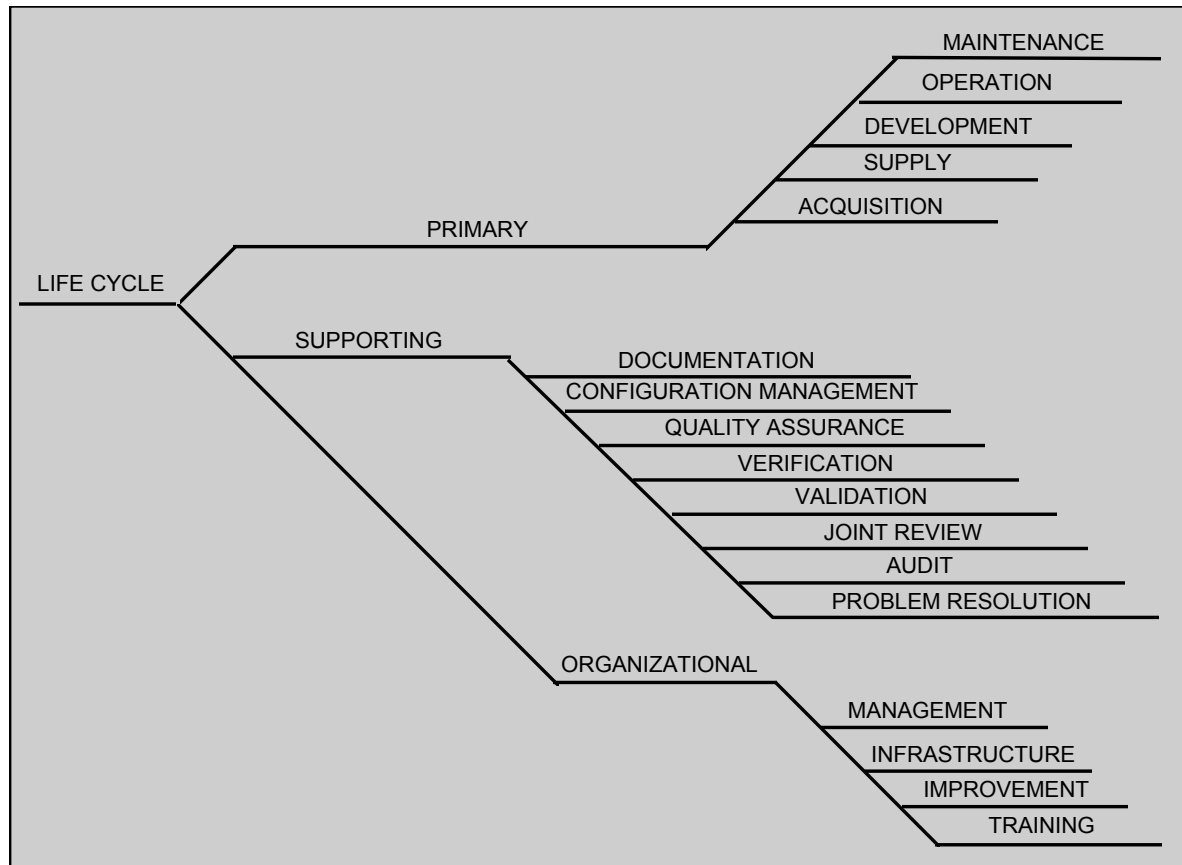 MAINTENANCE
OPERATION
DEVELOPMENT
SUPPLY
ACQUISITION
PRIMARY
LIFE CYCLE
SUPPORTING
DOCUMENTATION
CONFIGURATION MANAGEMENT
QUALITY ASSURANCE
VERIFICATION
VALIDATION
JOINT REVIEW
AUDIT
PROBLEM RESOLUTION
ORGANIZATIONAL
MANAGEMENT
INFRASTRUCTURE
IMPROVEMENT
TRAINING